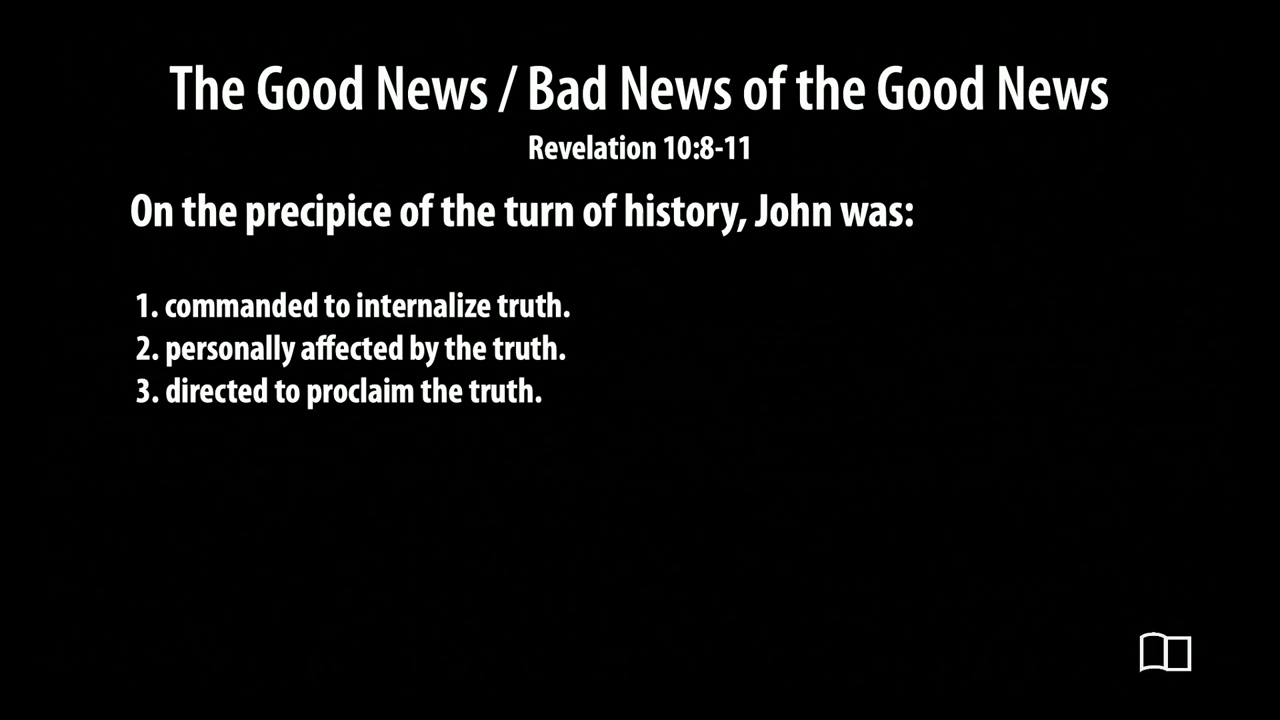 The Good News / Bad News of the Good News
Revelation 10:8-11
On the precipice of the turn of history, John was:
1. commanded to internalize truth.
2. personally affected by the truth.
3. directed to proclaim the truth.